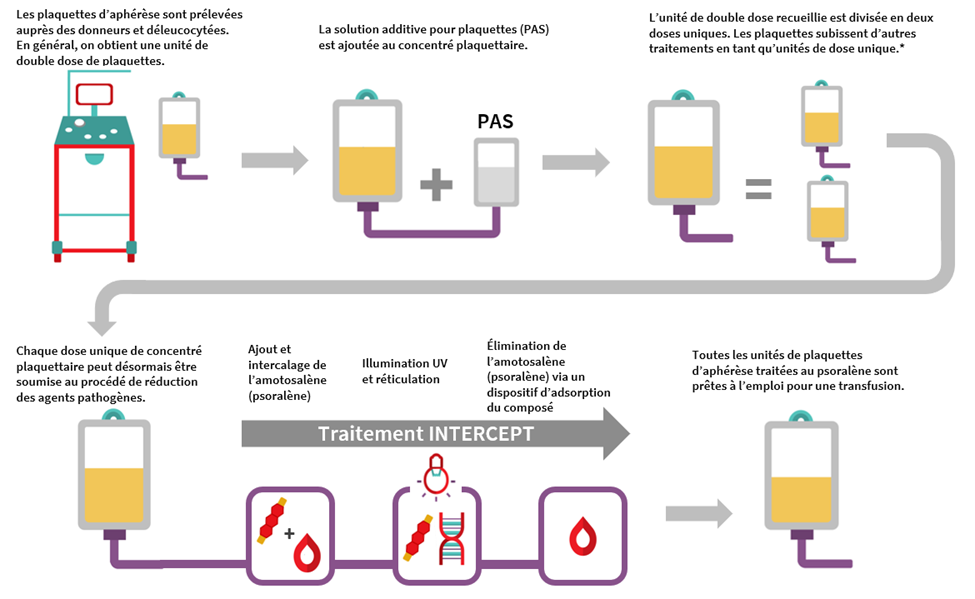 Les plaquettes d’aphérèse sont prélevées
auprès des donneurs et déleucocytées.
En général, on obtient une unité de
double dose de plaquettes.
La solution additive pour plaquettes (PAS)
est ajoutée au concentré plaquettaire.
PAS
L’unité de double dose recueillie est divisée en deux
doses uniques. Les plaquettes subissent d’autres
traitements en tant qu’unités de dose unique.*
Chaque dose unique de concentré
plaquettaire peut désormais être
soumise au procédé de réduction
des agents pathogènes.
Ajout et
intercalage de
l’amotosalène
(psoralène)
Illumination UV
et réticulation
Élimination de
l’amotosalène
(psoralène) via un
dispositif d’adsorption
du composé
Traitement INTERCEPT
Toutes les unités de plaquettes
d’aphérèse traitées au psoralène sont
prêtes à l’emploi pour une transfusion.